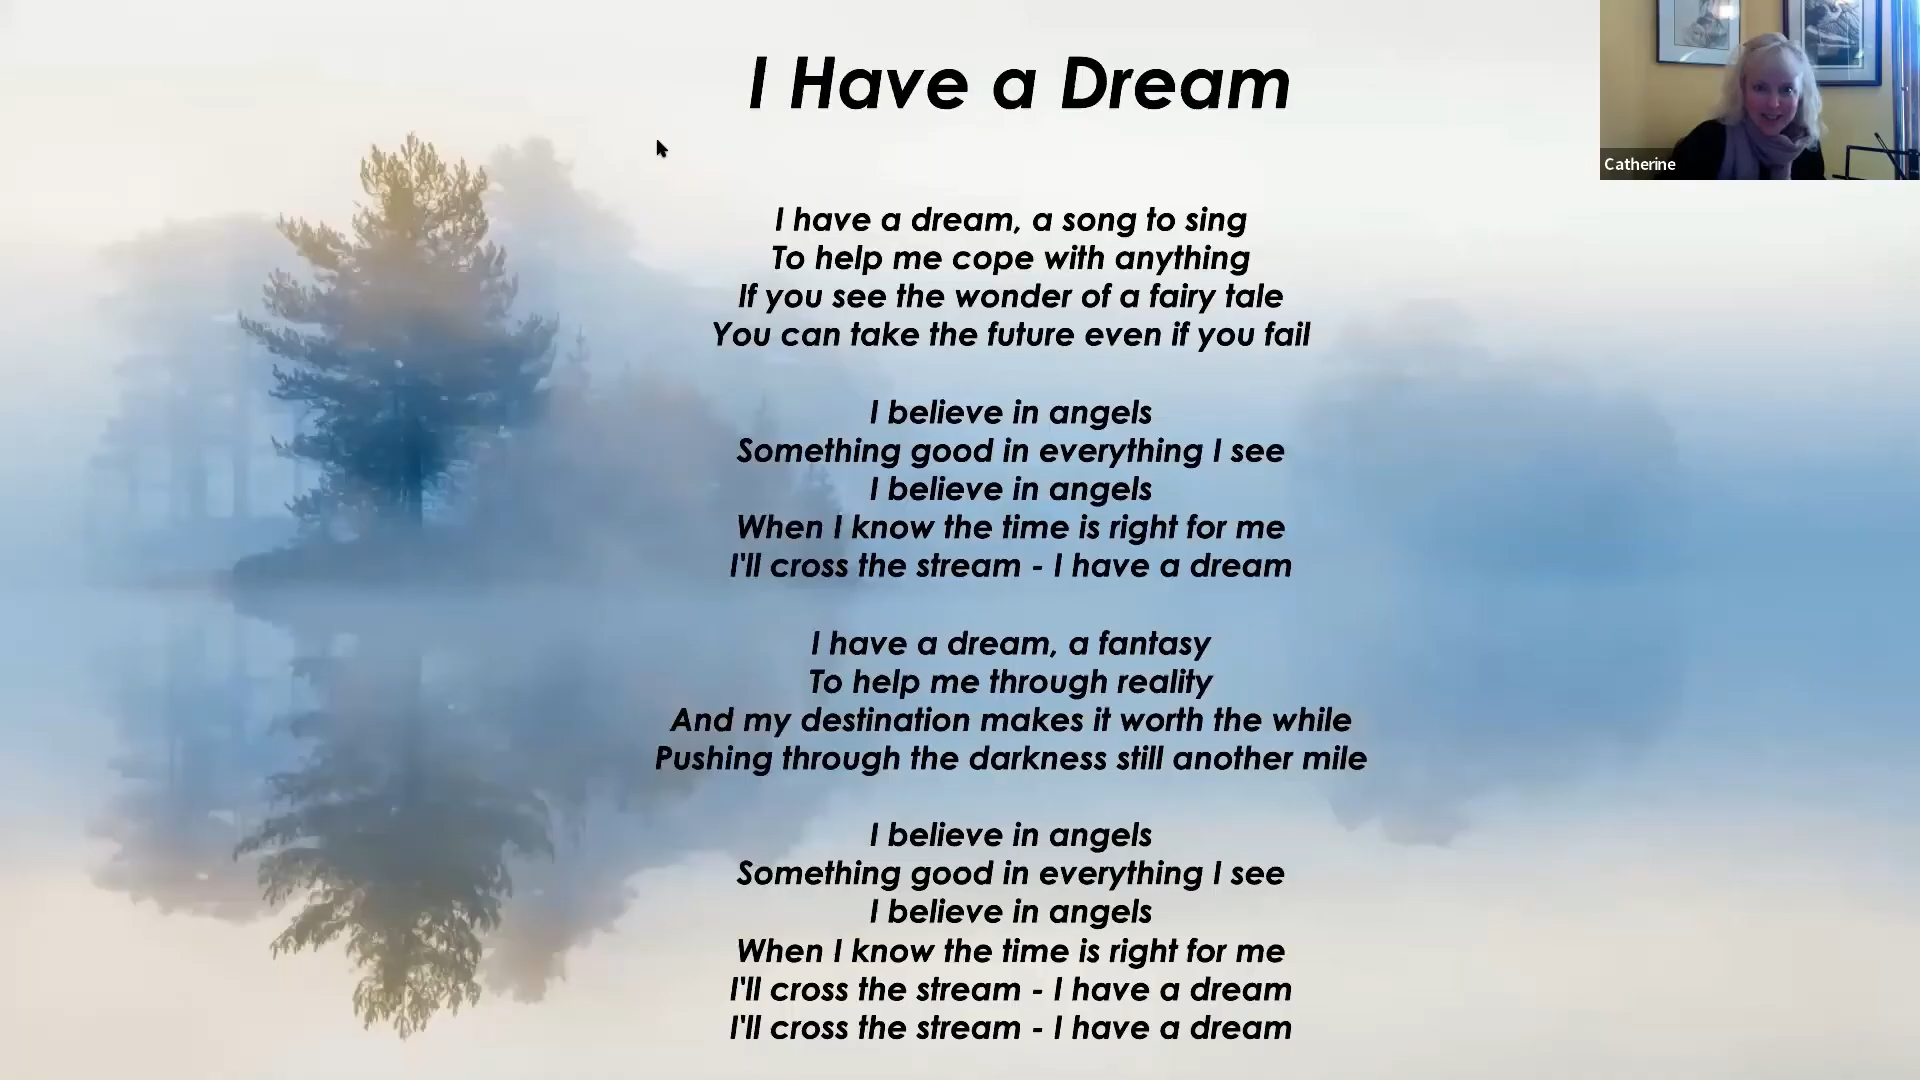 I Have a Dream
Catherine
I have a dream, a song to sing
To help me cope with anything
If you see the wonder of a fairy tale
You can take the future even if you fail
I believe in angels
Something good in everything I see
I believe in angels
When I know the time is right for me
I'll cross the stream - I have a dream
I have a dream, a fantasy
To help me through reality
And my destination makes it worth the while
Pushing through the darkness still another mile
I believe in angels
Something good in everything I see
I believe in angels
When I know the time is right for me
I'll cross the stream - I have a dream
I'll cross the stream - I have a dream